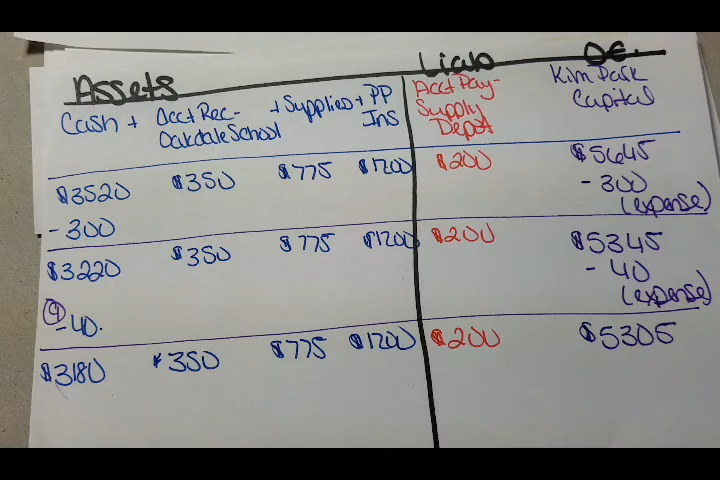 Assets Liab OE.
Cash + Acct Rec- Oakdale School + Supplies + PP Ins Acct Pay- Supply Depot Kim Park Capital
$3520 $350 $775 $1200 $200 $5645
- 300 - 300 (expense)
$3220 $350 $775 $1200 $200 $5345
④ - 40. - 40 (expense)
$3180 $350 $775 $1200 $200 $5305